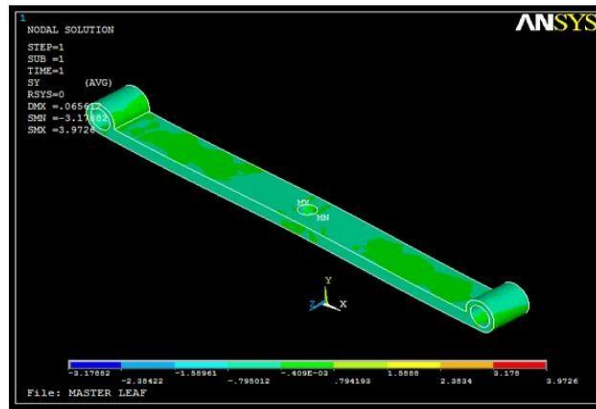 1
ANSYS
NODAL SOLUTION
STEP=1
SUB =1
TIME=1
SY (AVG)
RSYS=0
DMX =.065612
SMN =-3.17882
SMX =3.9726
MX
MN
Y
Z X
-3.17882 -1.58961 -.409E-03 1.5888 3.178
-2.38422 -.795012 .794193 2.3834 3.9726
File: MASTER LEAF